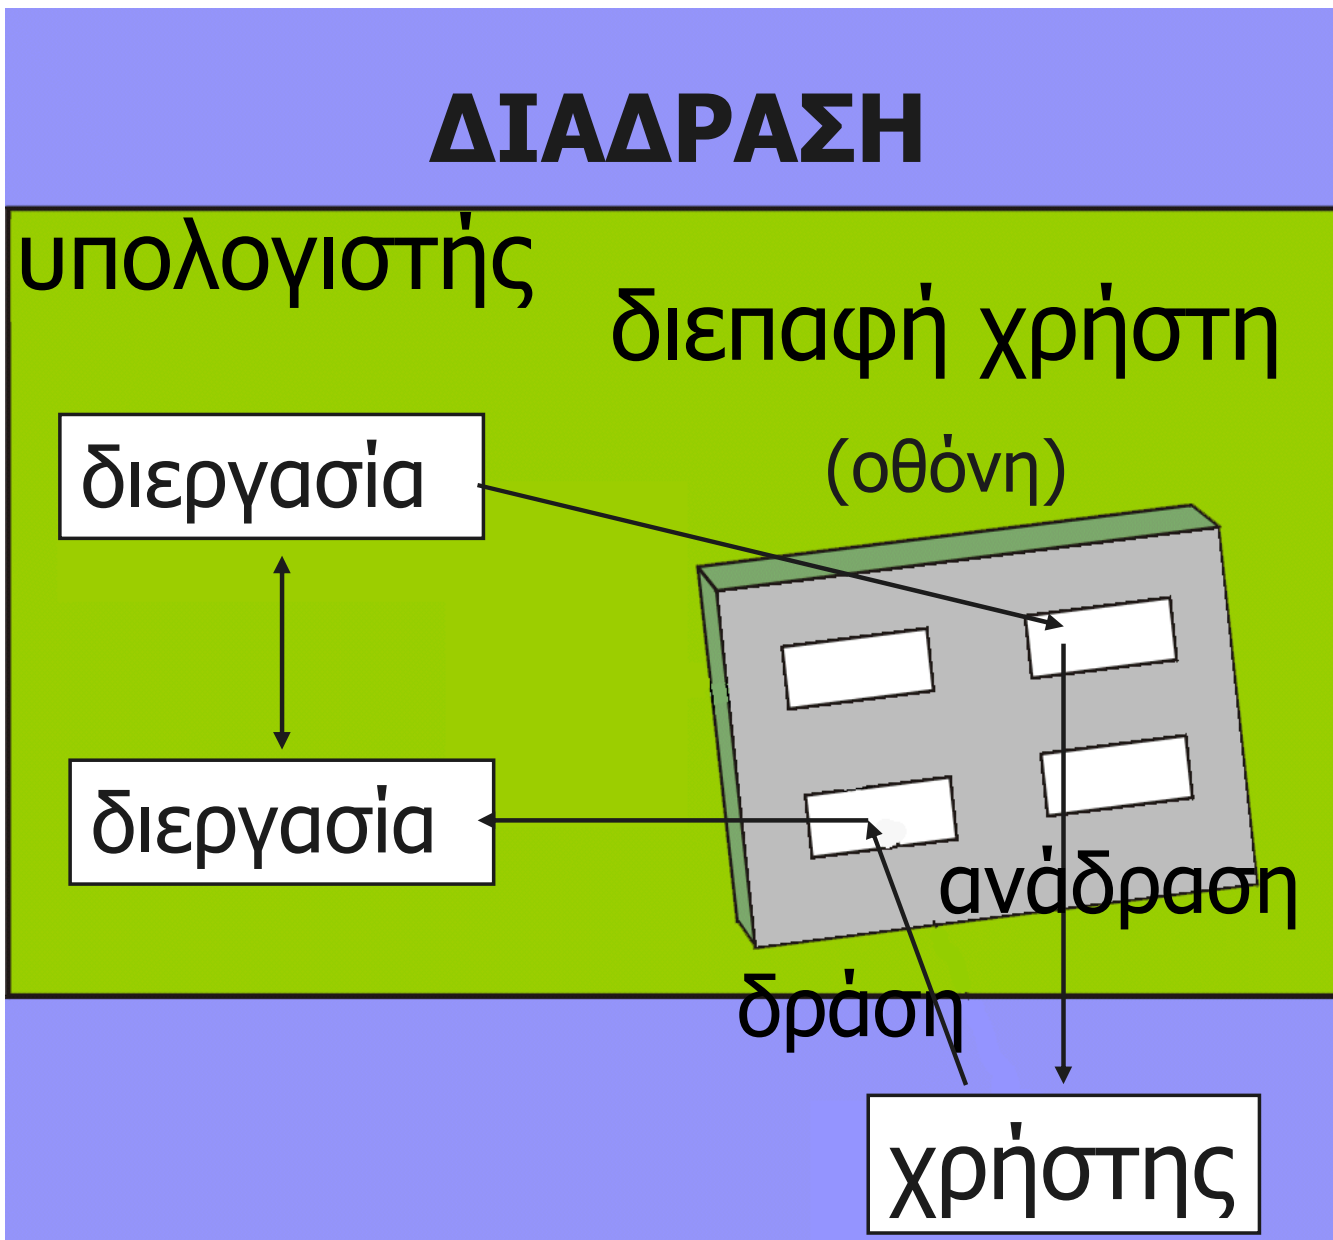 ΔΙΑΔΡΑΣΗ
υπολογιστής
διεπαφή χρήστη
(οθόνη)
διεργασία
διεργασία
ανάδραση
δράση
χρήστης